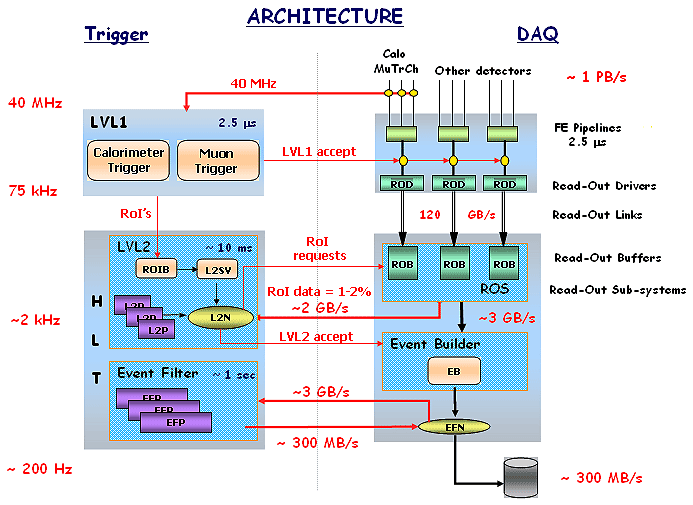 ARCHITECTURE
Trigger
DAQ
Calo
MuTrCh
Other detectors
~ 1 PB/s
40 MHz
40 MHz
LVL1
2.5 µs
Calorimeter
Trigger
Muon
Trigger
LVL1 accept
FE Pipelines
2.5 µs
75 kHz
ROD
ROD
ROD
Read-Out Drivers
RoI's
120 GB/s
Read-Out Links
LVL2
~ 10 ms
RoI
requests
ROIB
L2SV
ROB
ROB
ROB
Read-Out Buffers
ROS
Read-Out Sub-systems
RoI data = 1-2%
~2 GB/s
L2P
L2P
L2P
L2N
~2 kHz
H
L
T
~3 GB/s
LVL2 accept
Event Builder
EB
Event Filter
~ 1 sec
EFP
EFP
EFP
~3 GB/s
EFN
~ 300 MB/s
~ 200 Hz
~ 300 MB/s